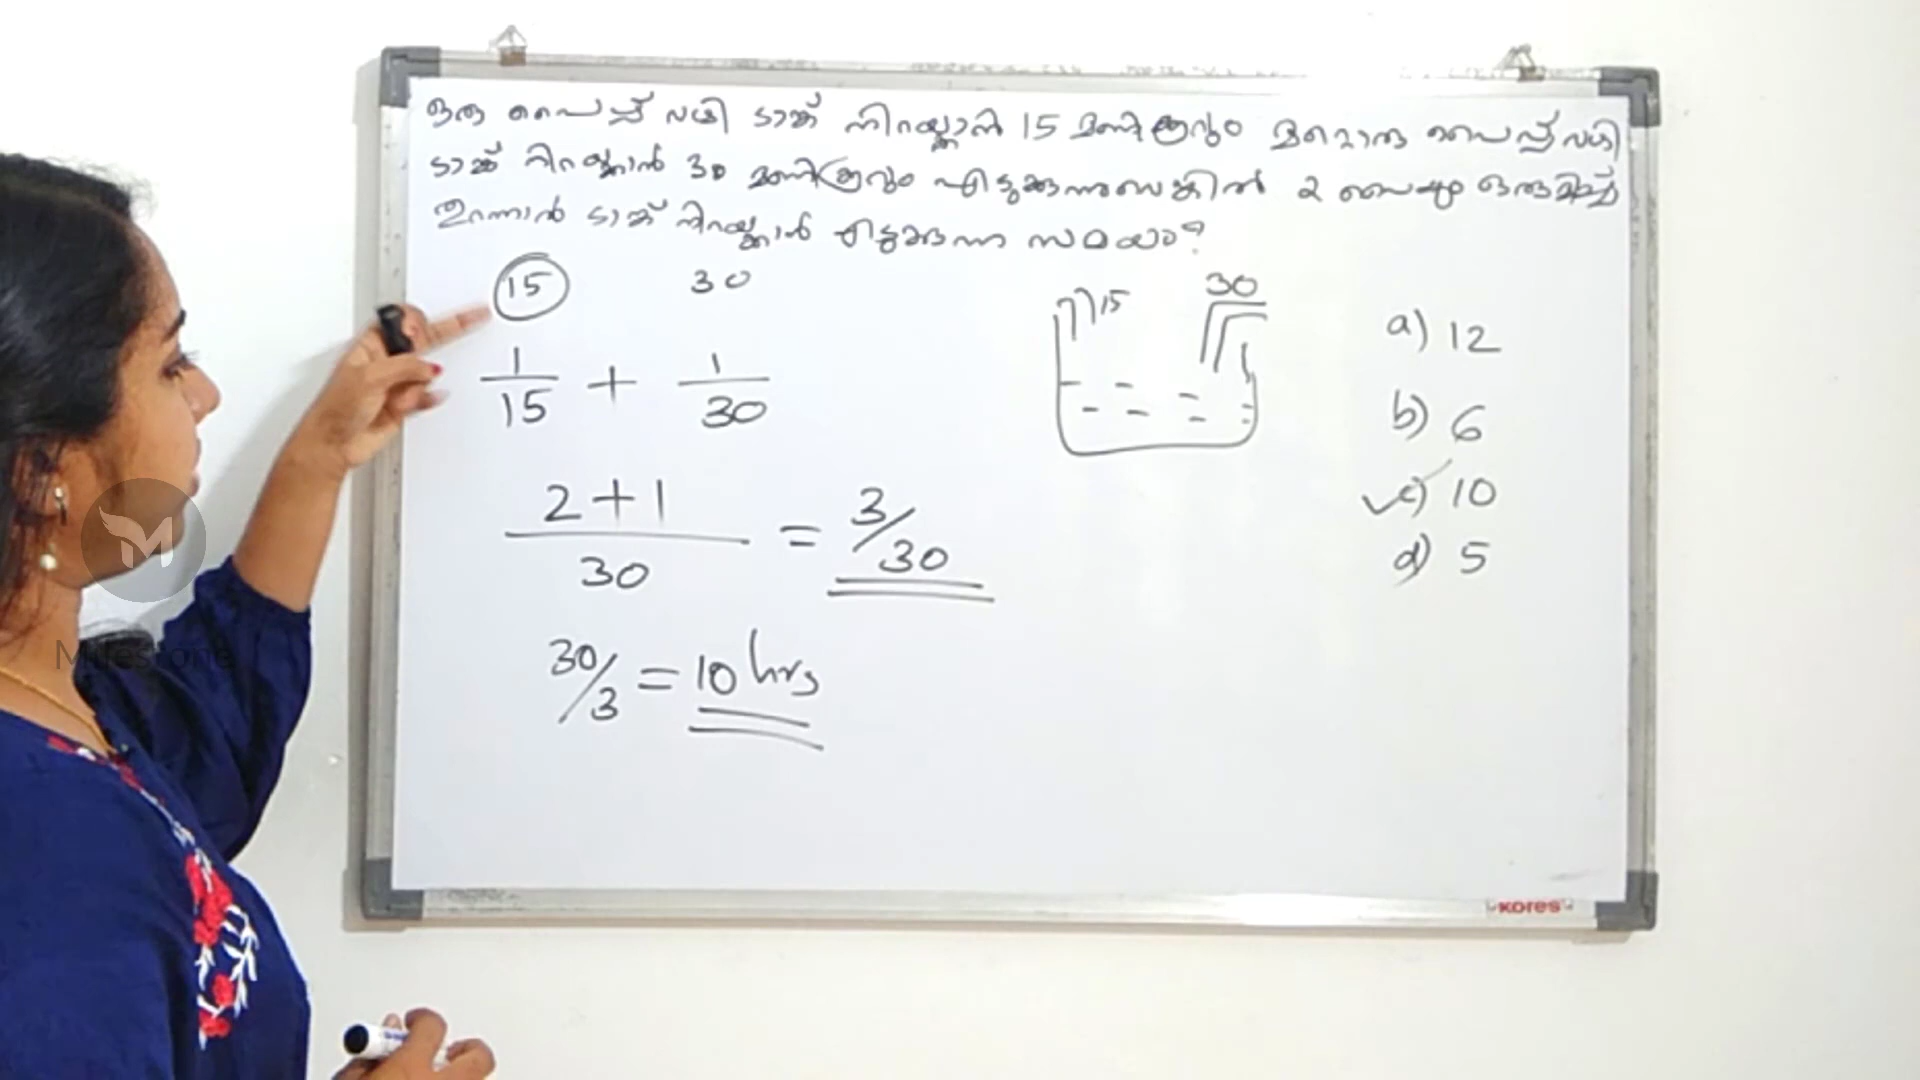 ഒരു പൈപ്പ് വഴി ടാങ്ക് നിറയ്ക്കാൻ 15 മണിക്കൂറും മറ്റൊരു പൈപ്പ് വഴി
ടാങ്ക് നിറയ്ക്കാൻ 30 മണിക്കൂറും എടുക്കുന്നുവെങ്കിൽ 2 പൈപ്പും ഒരുമിച്ച്
തുറന്നാൽ ടാങ്ക് നിറയ്ക്കാൻ എടുക്കുന്ന സമയം?
15 30
1/15 + 1/30
2+1/30 = 3/30
30/3 = 10 hrs
15 30
a) 12
b) 6
c) 10
d) 5
M
Milestone
KORES